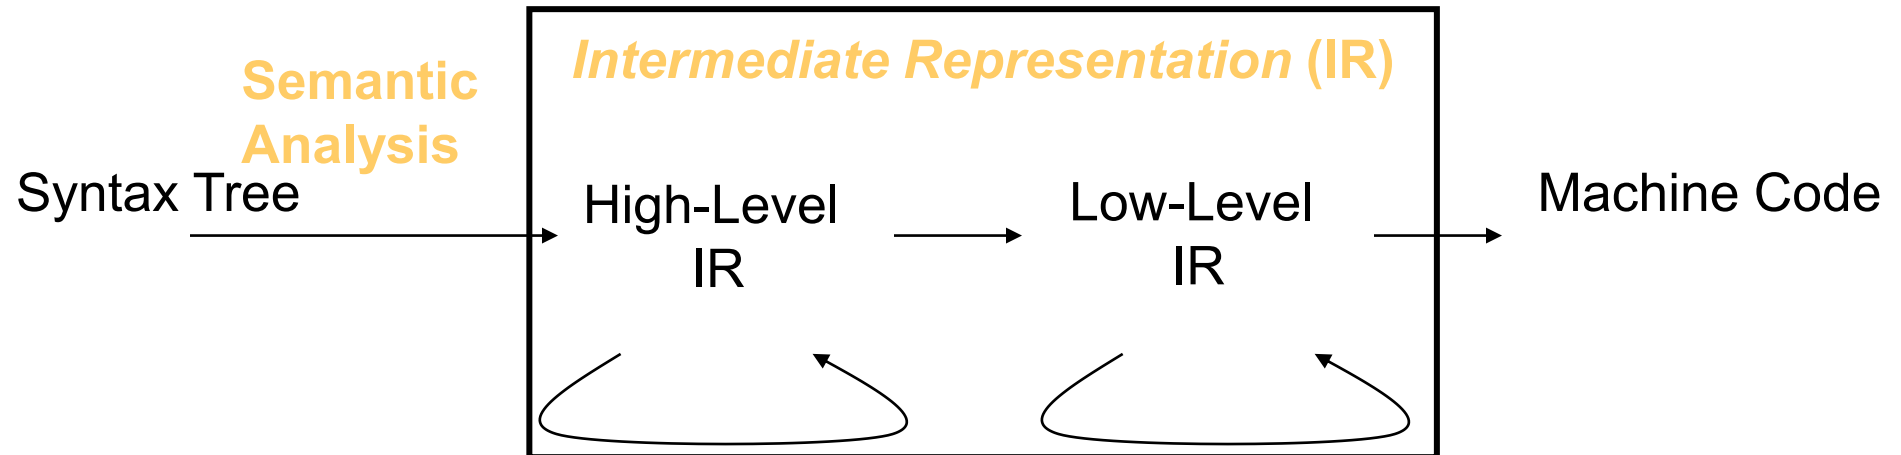 Semantic
Analysis
Intermediate Representation (IR)
Syntax Tree
High-Level
IR
Low-Level
IR
Machine Code